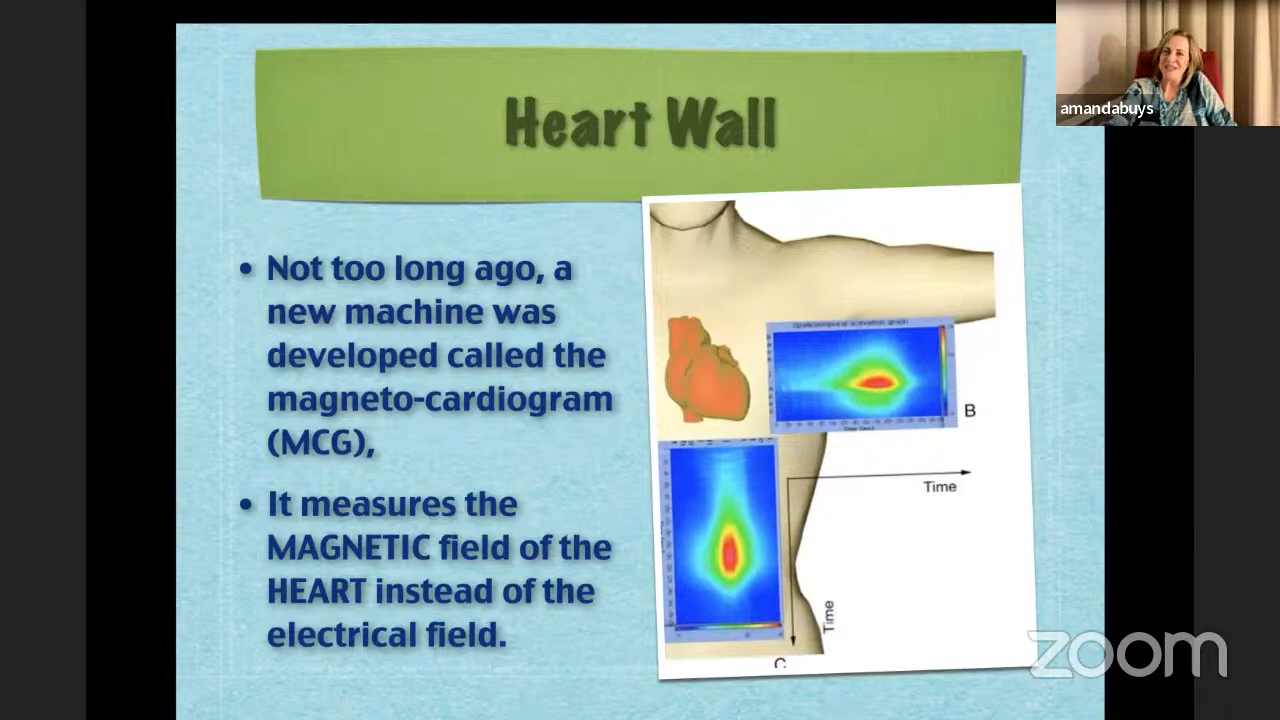 Heart Wall
amandabuys
• Not too long ago, a
new machine was
developed called the
magneto-cardiogram
(MCG),
• It measures the
MAGNETIC field of the
HEART instead of the
electrical field.
B
Time
Time
C
zoom